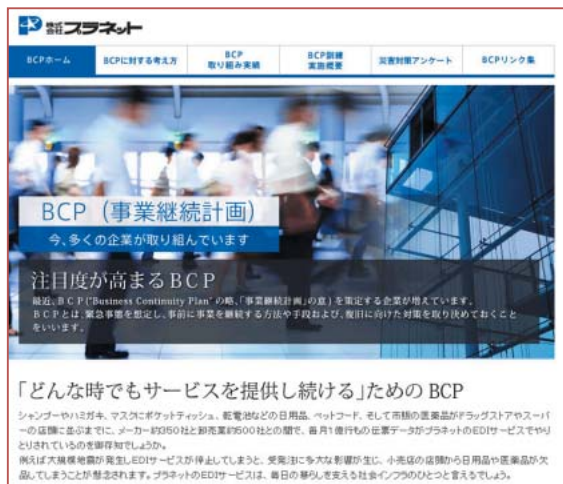 株式会社プラネット
BCPホーム
BCPに対する考え方
BCP
取り組み実績
BCP訓練
実施概要
災害対策アンケート
BCPリンク集
BCP(事業継続計画)
今、多くの企業が取り組んでいます
注目度が高まるBCP
最近、BCP("Business Continuity Plan" の略、「事業継続計画」の意)を策定する企業が増えています。
BCPとは、緊急事態を想定し、事前に事業を継続する方法や手段および、復旧に向けた対策を取り決めておくこと
をいいます。
「どんな時でもサービスを提供し続ける」ための BCP
シャンプーやハミガキ、マスクにポケットティッシュ、乾電池などの日用品、ペットフード、そして市販の医薬品がドラッグストアやスーパ
ーの店頭に並ぶまでに、メーカー約350社と卸売業約500社との間で、毎月1億行もの伝票データがプラネットのEDIサービスでやり
とりされているのを御存知でしょうか。
例えば大規模地震が発生しEDIサービスが停止してしまうと、受発注に多大な影響が生じ、小売店の店頭から日用品や医薬品が欠
品してしまうことが懸念されます。プラネットのEDIサービスは、毎日の暮らしを支える社会インフラのひとつと言えるでしょう。